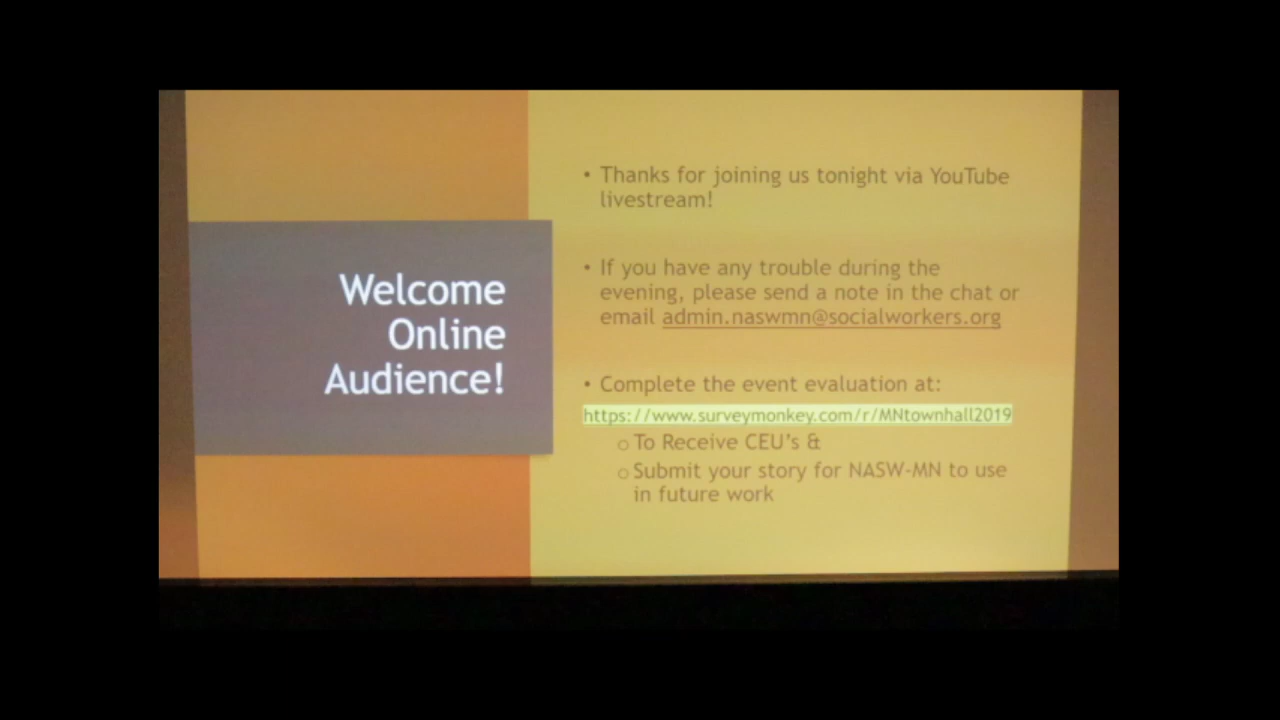 Welcome
Online
Audience!
• Thanks for joining us tonight via YouTube
livestream!
• If you have any trouble during the
evening, please send a note in the chat or
email admin.naswmn@socialworkers.org
• Complete the event evaluation at:
https://www.surveymonkey.com/r/MNtownhall2019
o To Receive CEU's &
o Submit your story for NASW-MN to use
in future work